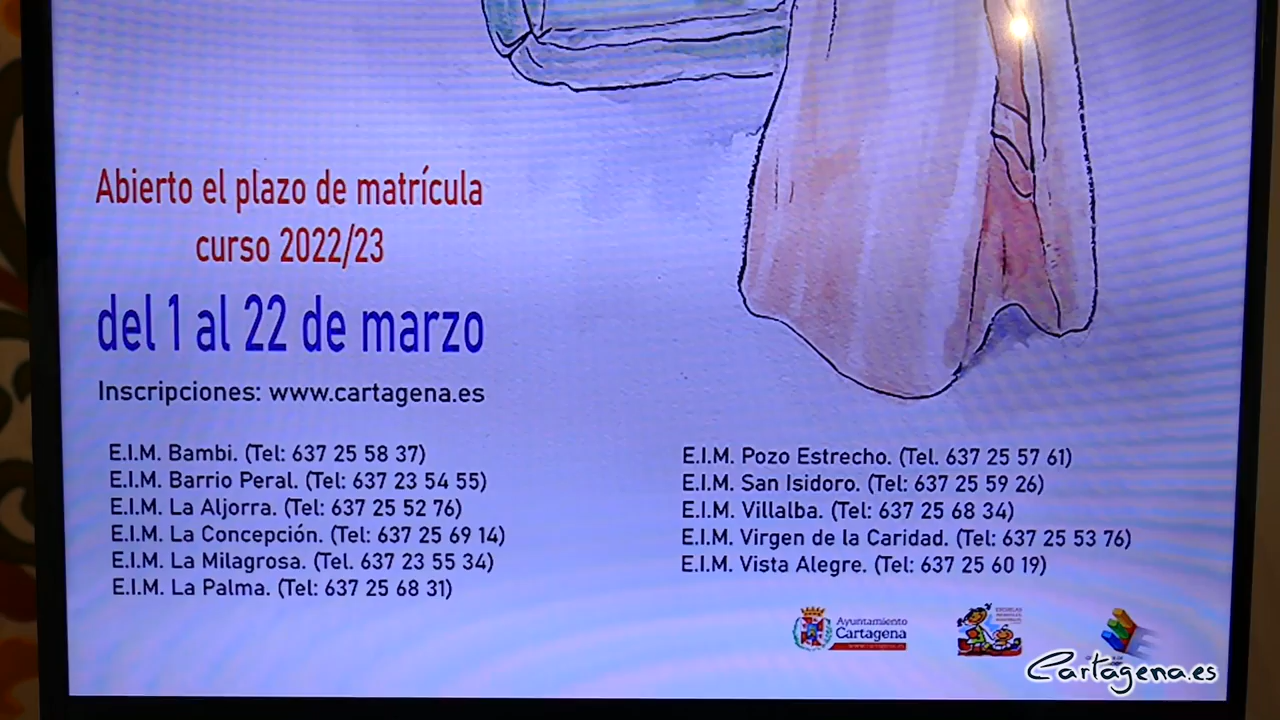 Abierto el plazo de matrícula
curso 2022/23
del 1 al 22 de marzo
Inscripciones: www.cartagena.es
E.I.M. Bambi. (Tel: 637 25 58 37)
E.I.M. Barrio Peral. (Tel: 637 23 54 55)
E.I.M. La Aljorra. (Tel: 637 25 52 76)
E.I.M. La Concepción. (Tel: 637 25 69 14)
E.I.M. La Milagrosa. (Tel. 637 23 55 34)
E.I.M. La Palma. (Tel: 637 25 68 31)
E.I.M. Pozo Estrecho. (Tel. 637 25 57 61)
E.I.M. San Isidoro. (Tel: 637 25 59 26)
E.I.M. Villalba. (Tel: 637 25 68 34)
E.I.M. Virgen de la Caridad. (Tel: 637 25 53 76)
E.I.M. Vista Alegre. (Tel: 637 25 60 19)
Ayuntamiento
Cartagena
www.cartagena.es
Cartagena.es